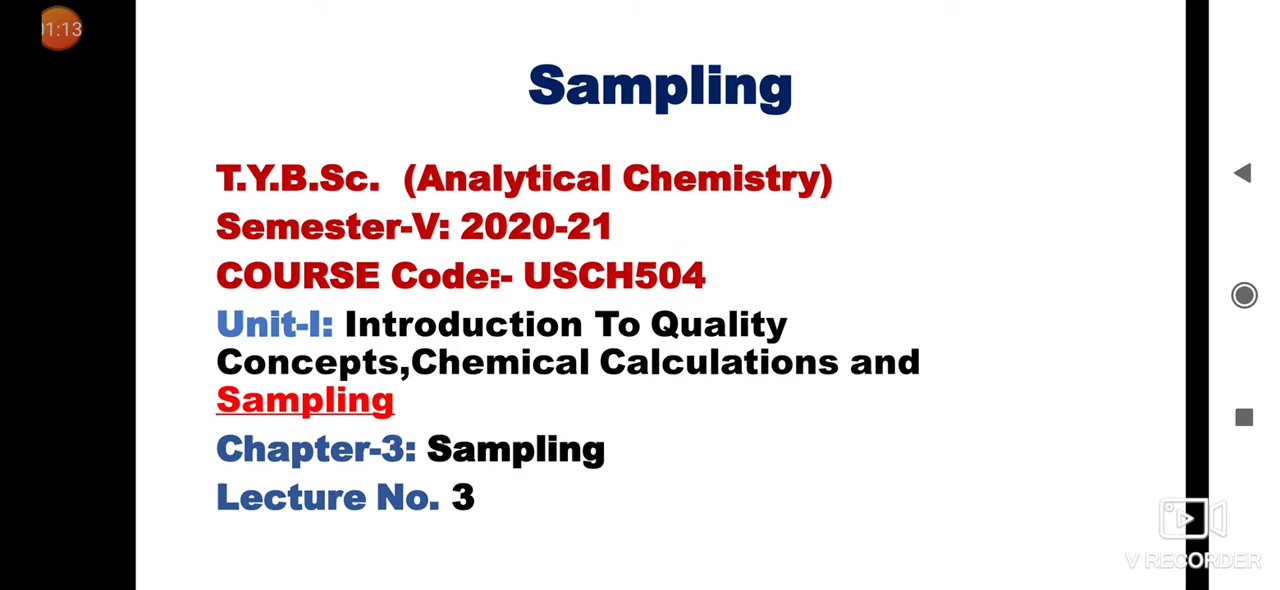 01:13
Sampling
T.Y.B.Sc. (Analytical Chemistry)
Semester-V: 2020-21
COURSE Code:- USCH504
Unit-I: Introduction To Quality
Concepts,Chemical Calculations and
Sampling
Chapter-3: Sampling
Lecture No. 3
V RECORDER